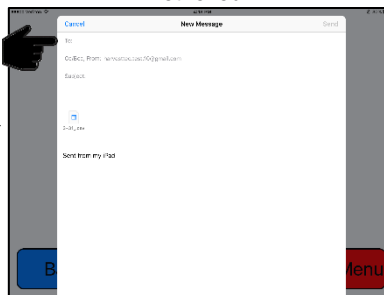 Cancel New Message Send
To:
Cc/Bcc, From:
Subject:
Sent from my iPad
B
Menu